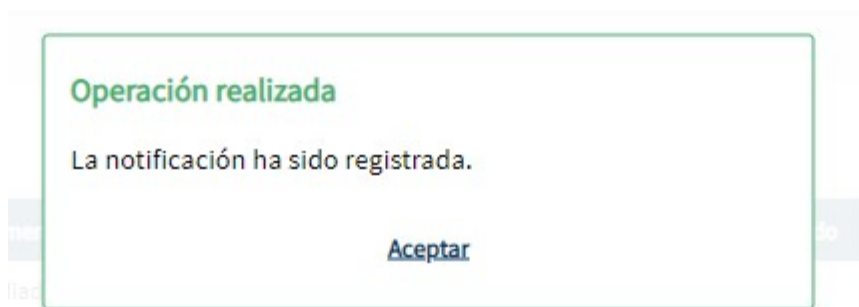 Operación realizada
La notificación ha sido registrada.
Aceptar